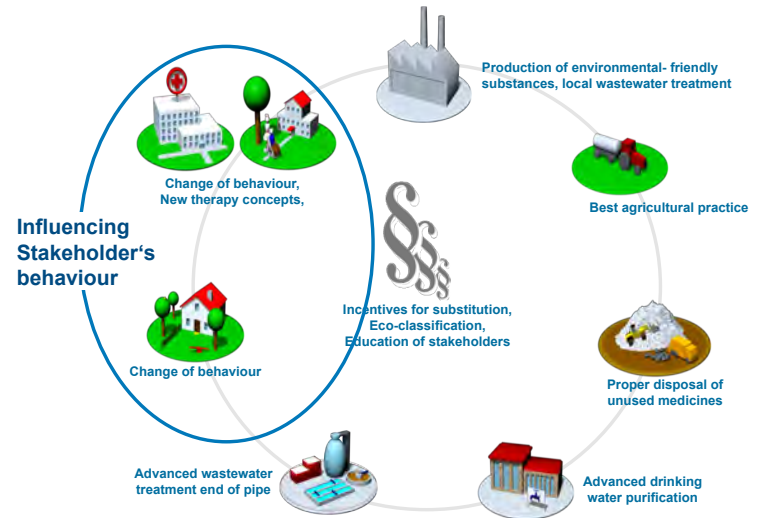 Production of environmental- friendly
substances, local wastewater treatment
Change of behaviour,
New therapy concepts,
Best agricultural practice
Influencing
Stakeholder‘s
behaviour
§§§
Incentives for substitution,
Eco-classification,
Education of stakeholders
Change of behaviour
Proper disposal of
unused medicines
Advanced wastewater
treatment end of pipe
Advanced drinking
water purification